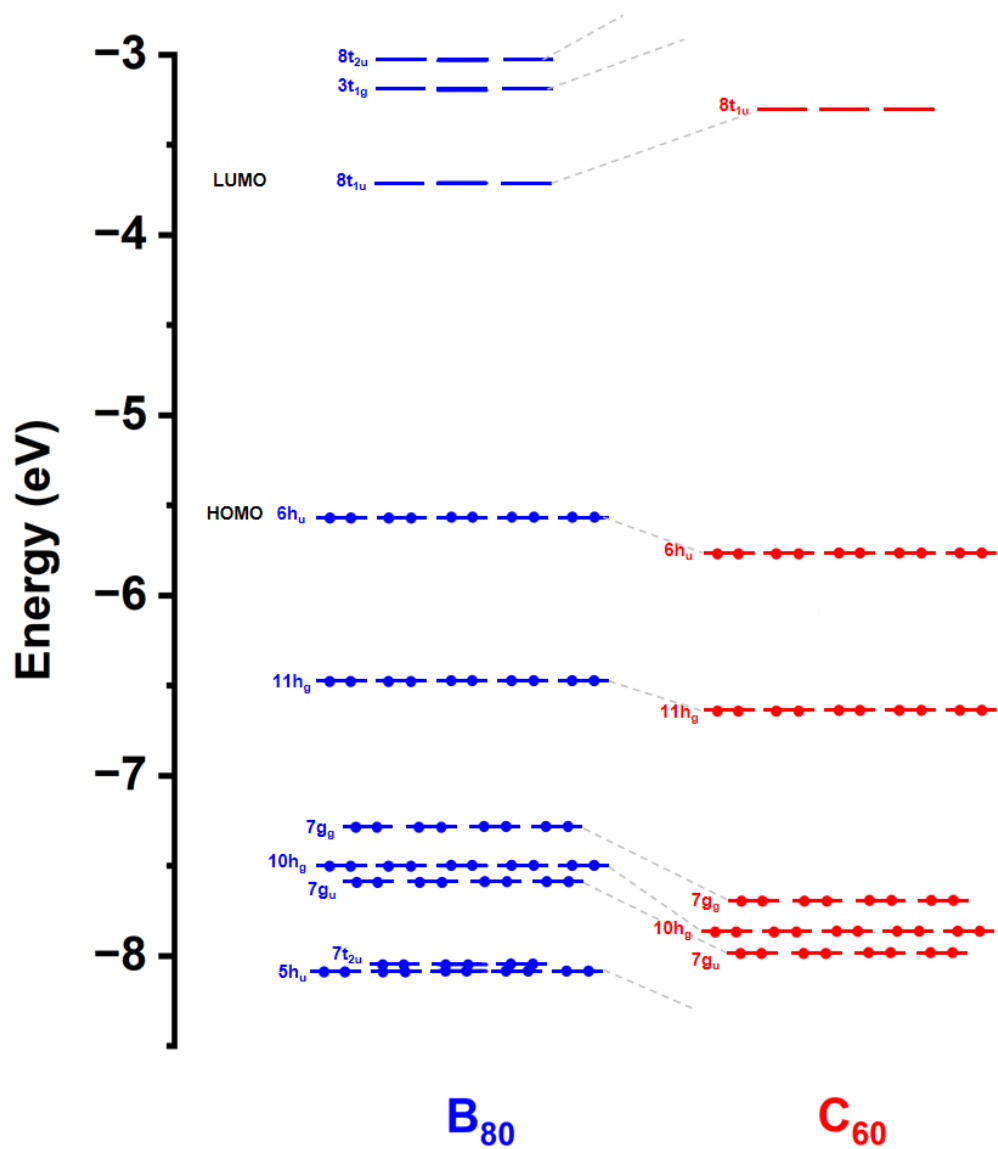 −3
8t2u
3t1g
8t1u
LUMO
8t1u
−4
−5
Energy (eV)
HOMO
6hu
6hu
−6
11hg
11hg
−7
7gg
10hg
7gu
7gg
10hg
7gu
−8
7t2u
5hu
B80
C60